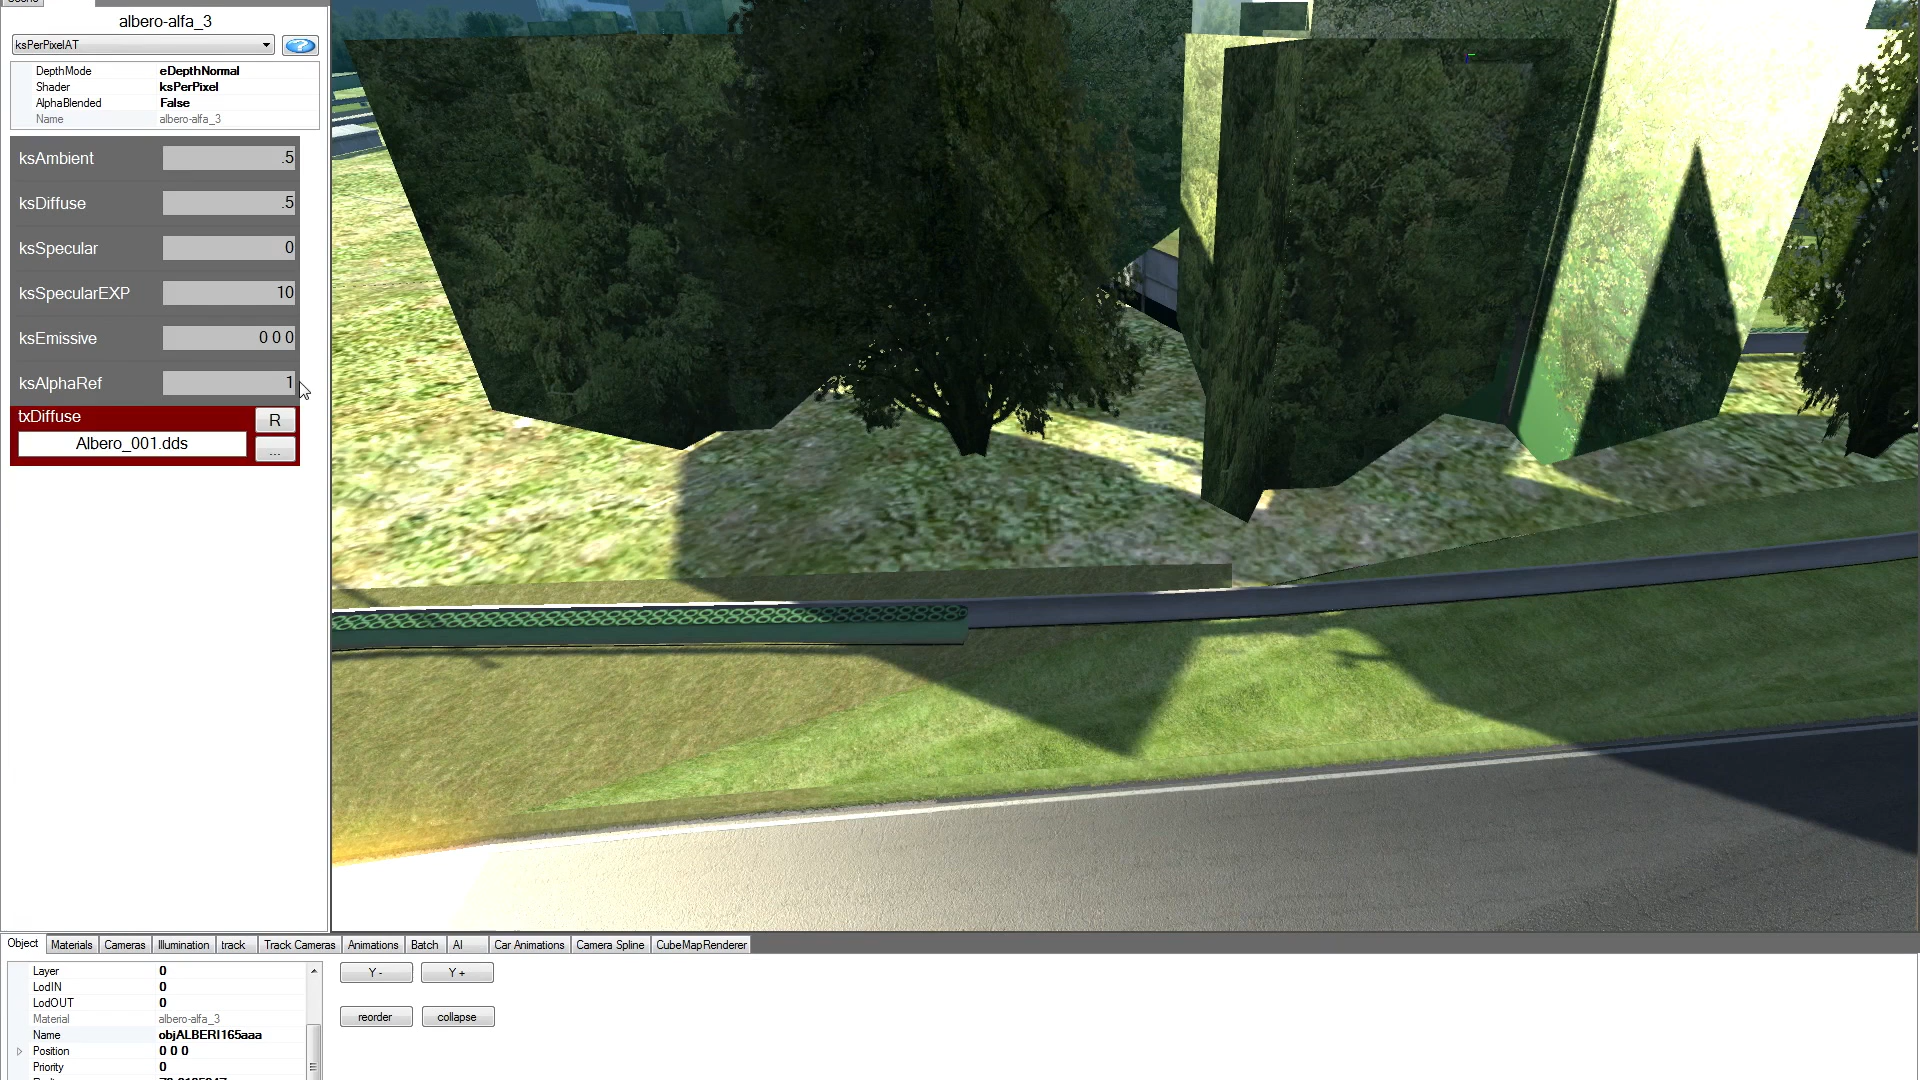 Scene
albero-alfa_3
ksPerPixelAT
DepthMode eDepthNormal
Shader ksPerPixel
AlphaBlended False
Name albero-alfa_3
ksAmbient .5
ksDiffuse .5
ksSpecular 0
ksSpecularEXP 10
ksEmissive 0 0 0
ksAlphaRef 1
txDiffuse R
Albero_001.dds ...
Object Materials Cameras Illumination track Track Cameras Animations Batch AI Car Animations Camera Spline CubeMapRenderer
Layer 0
LodIN 0
LodOUT 0
Material albero-alfa_3
Name objALBERI165aaa
Position 0 0 0
Priority 0
Y - Y +
reorder collapse